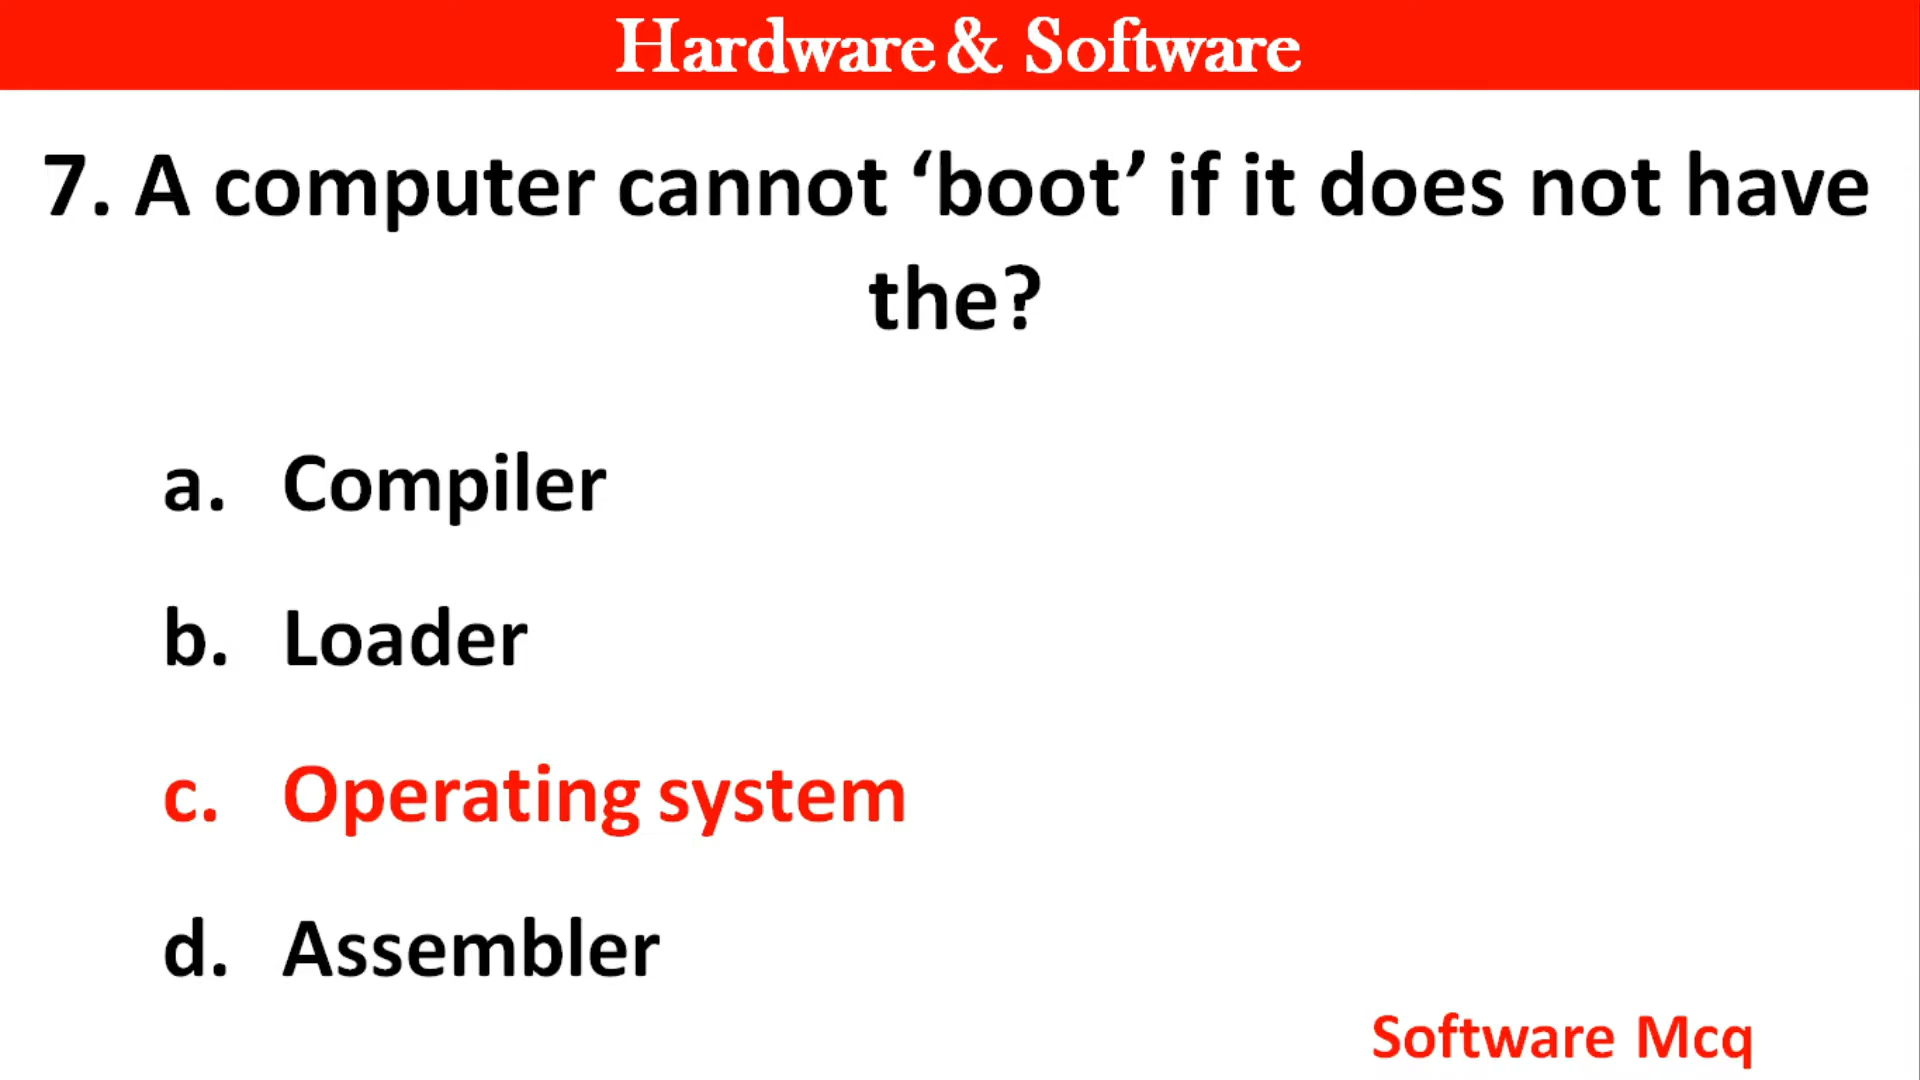 Hardware & Software
7. A computer cannot ‘boot’ if it does not have
the?
a. Compiler
b. Loader
c. Operating system
d. Assembler
Software Mcq